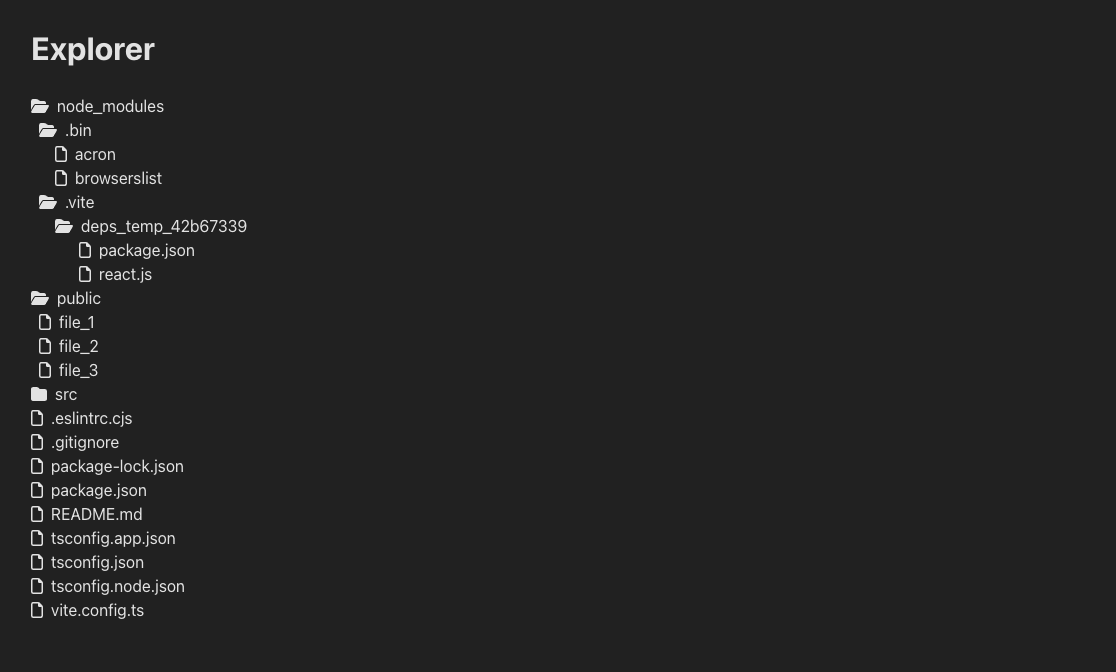 Explorer
node_modules
.bin
acron
browserslist
.vite
deps_temp_42b67339
package.json
react.js
public
file_1
file_2
file_3
src
.eslintrc.cjs
.gitignore
package-lock.json
package.json
README.md
tsconfig.app.json
tsconfig.json
tsconfig.node.json
vite.config.ts